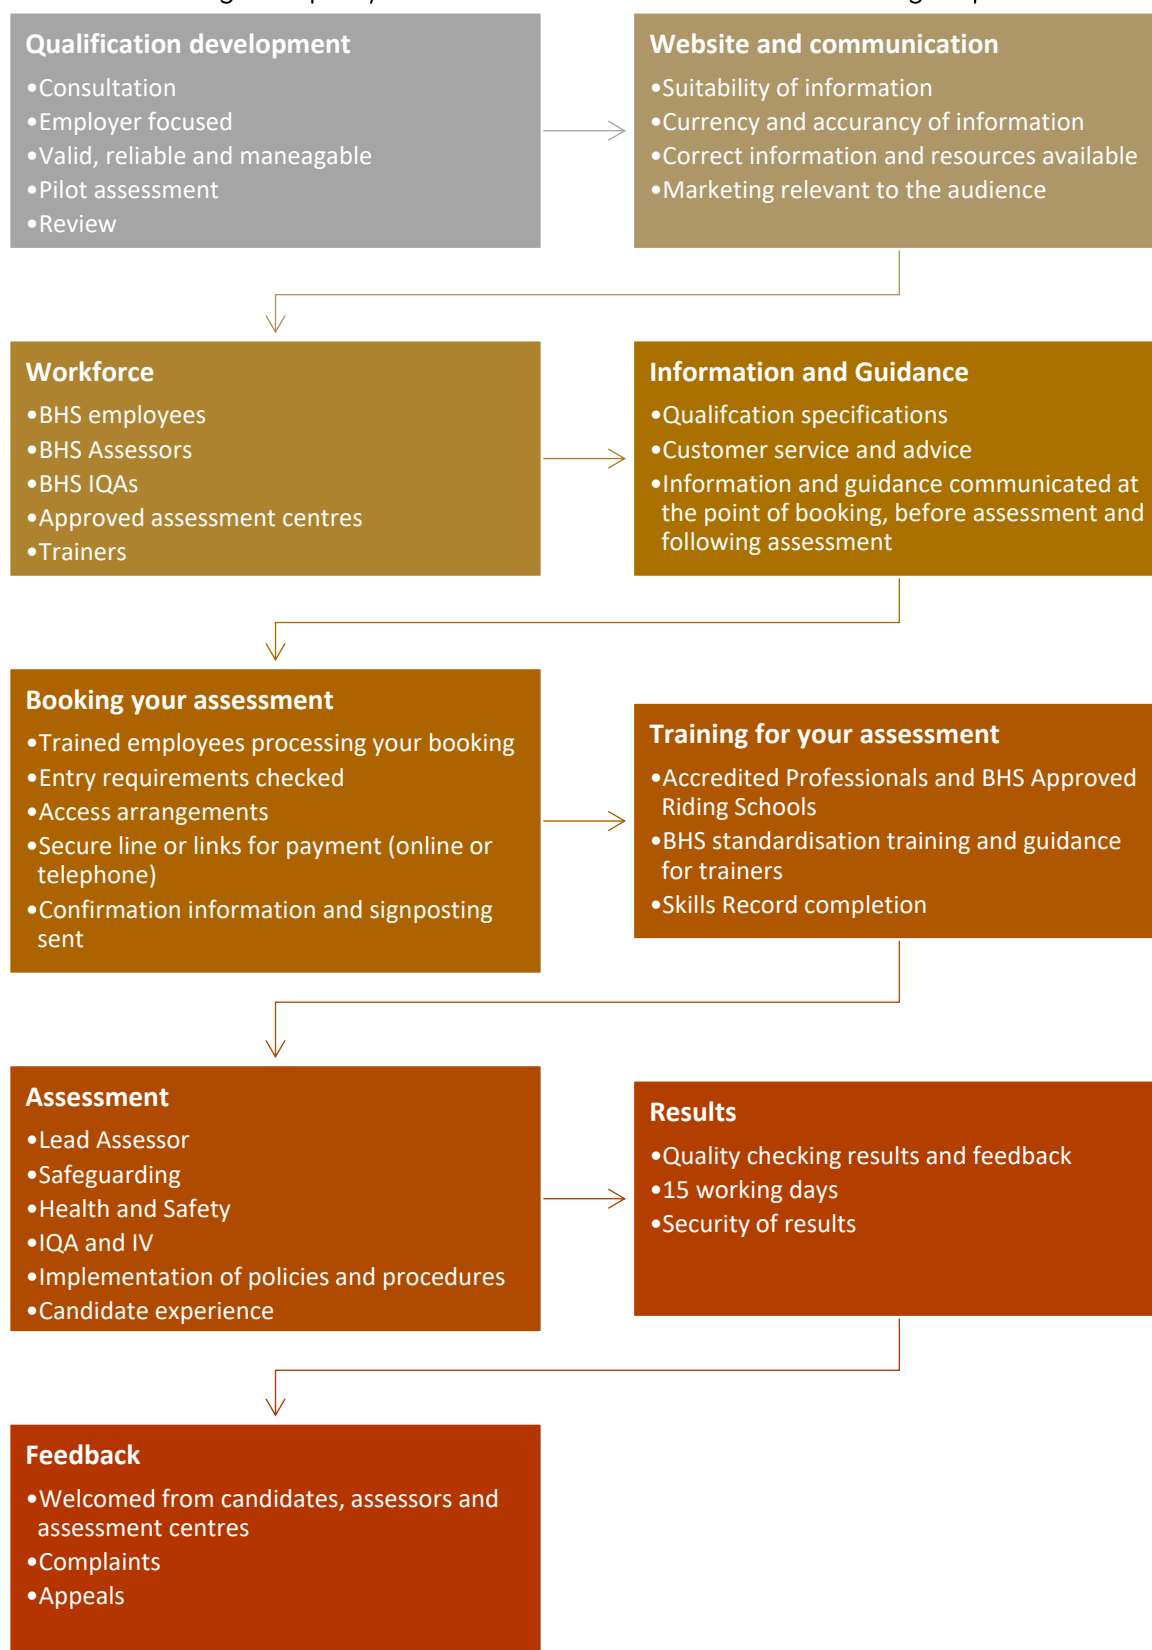 Qualification development
•Consultation
•Employer focused
•Valid, reliable and maneagable
•Pilot assessment
•Review
Website and communication
•Suitability of information
•Currency and accurancy of information
•Correct information and resources available
•Marketing relevant to the audience
Workforce
•BHS employees
•BHS Assessors
•BHS IQAs
•Approved assessment centres
•Trainers
Information and Guidance
•Qualifcation specifications
•Customer service and advice
•Information and guidance communicated at
the point of booking, before assessment and
following assessment
Booking your assessment
•Trained employees processing your booking
•Entry requirements checked
•Access arrangements
•Secure line or links for payment (online or
telephone)
•Confirmation information and signposting
sent
Training for your assessment
•Accredited Professionals and BHS Approved
Riding Schools
•BHS standardisation training and guidance
for trainers
•Skills Record completion
Assessment
•Lead Assessor
•Safeguarding
•Health and Safety
•IQA and IV
•Implementation of policies and procedures
•Candidate experience
Results
•Quality checking results and feedback
•15 working days
•Security of results
Feedback
•Welcomed from candidates, assessors and
assessment centres
•Complaints
•Appeals